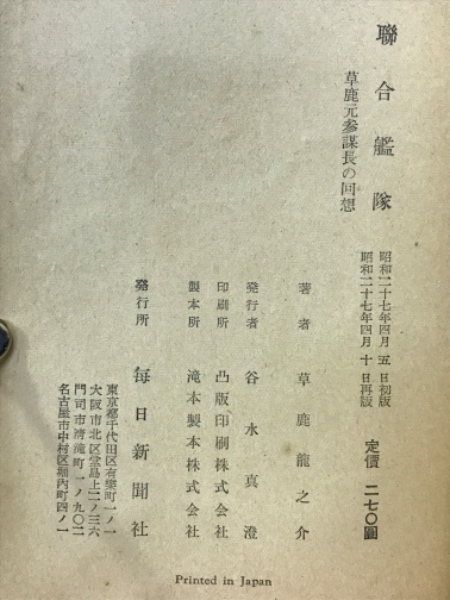 聯合艦隊
草鹿元参謀長の回想
昭和二十七年四月五日初版
昭和二十七年四月十日再版
定價 二七〇圓
著者 草鹿龍之介
発行者 谷水真澄
印刷所 凸版印刷株式会社
製本所 滝本製本株式会社
発行所 毎日新聞社
東京都千代田区有楽町一ノ一
大阪市北区堂島上二ノ三六
門司市清滝町一ノ九〇二
名古屋市中村区堀内町四ノ一
Printed in Japan